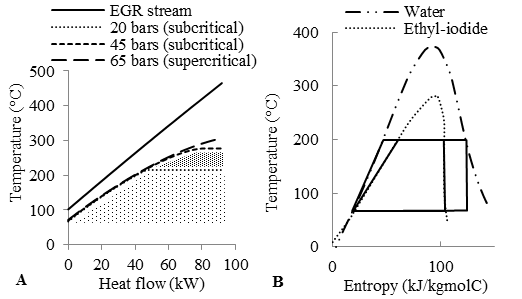 EGR stream
20 bars (subcritical)
45 bars (subcritical)
65 bars (supercritical)
500
400
300
200
100
0
Temperature (°C)
0 20 40 60 80 100
Heat flow (kW)
A
Water
Ethyl-iodide
400
300
200
100
0
Temperature (°C)
0 100
Entropy (kJ/kgmolC)
B